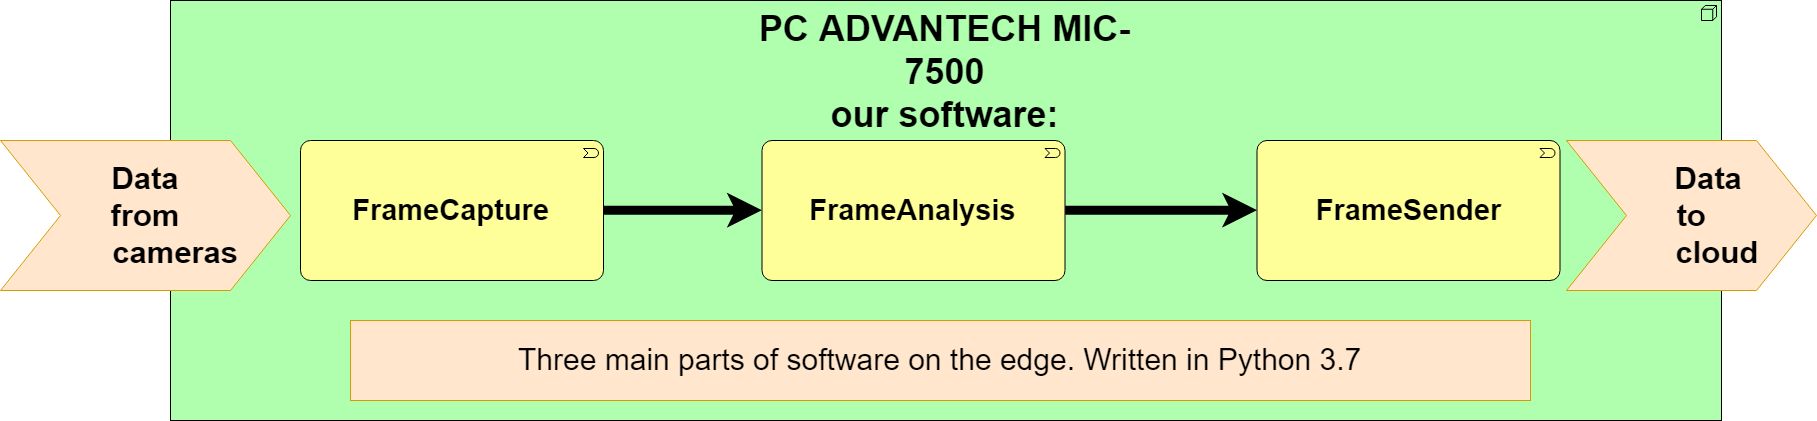 PC ADVANTECH MIC-
7500
our software:
Data
from
cameras
FrameCapture
FrameAnalysis
FrameSender
Data
to
cloud
Three main parts of software on the edge. Written in Python 3.7